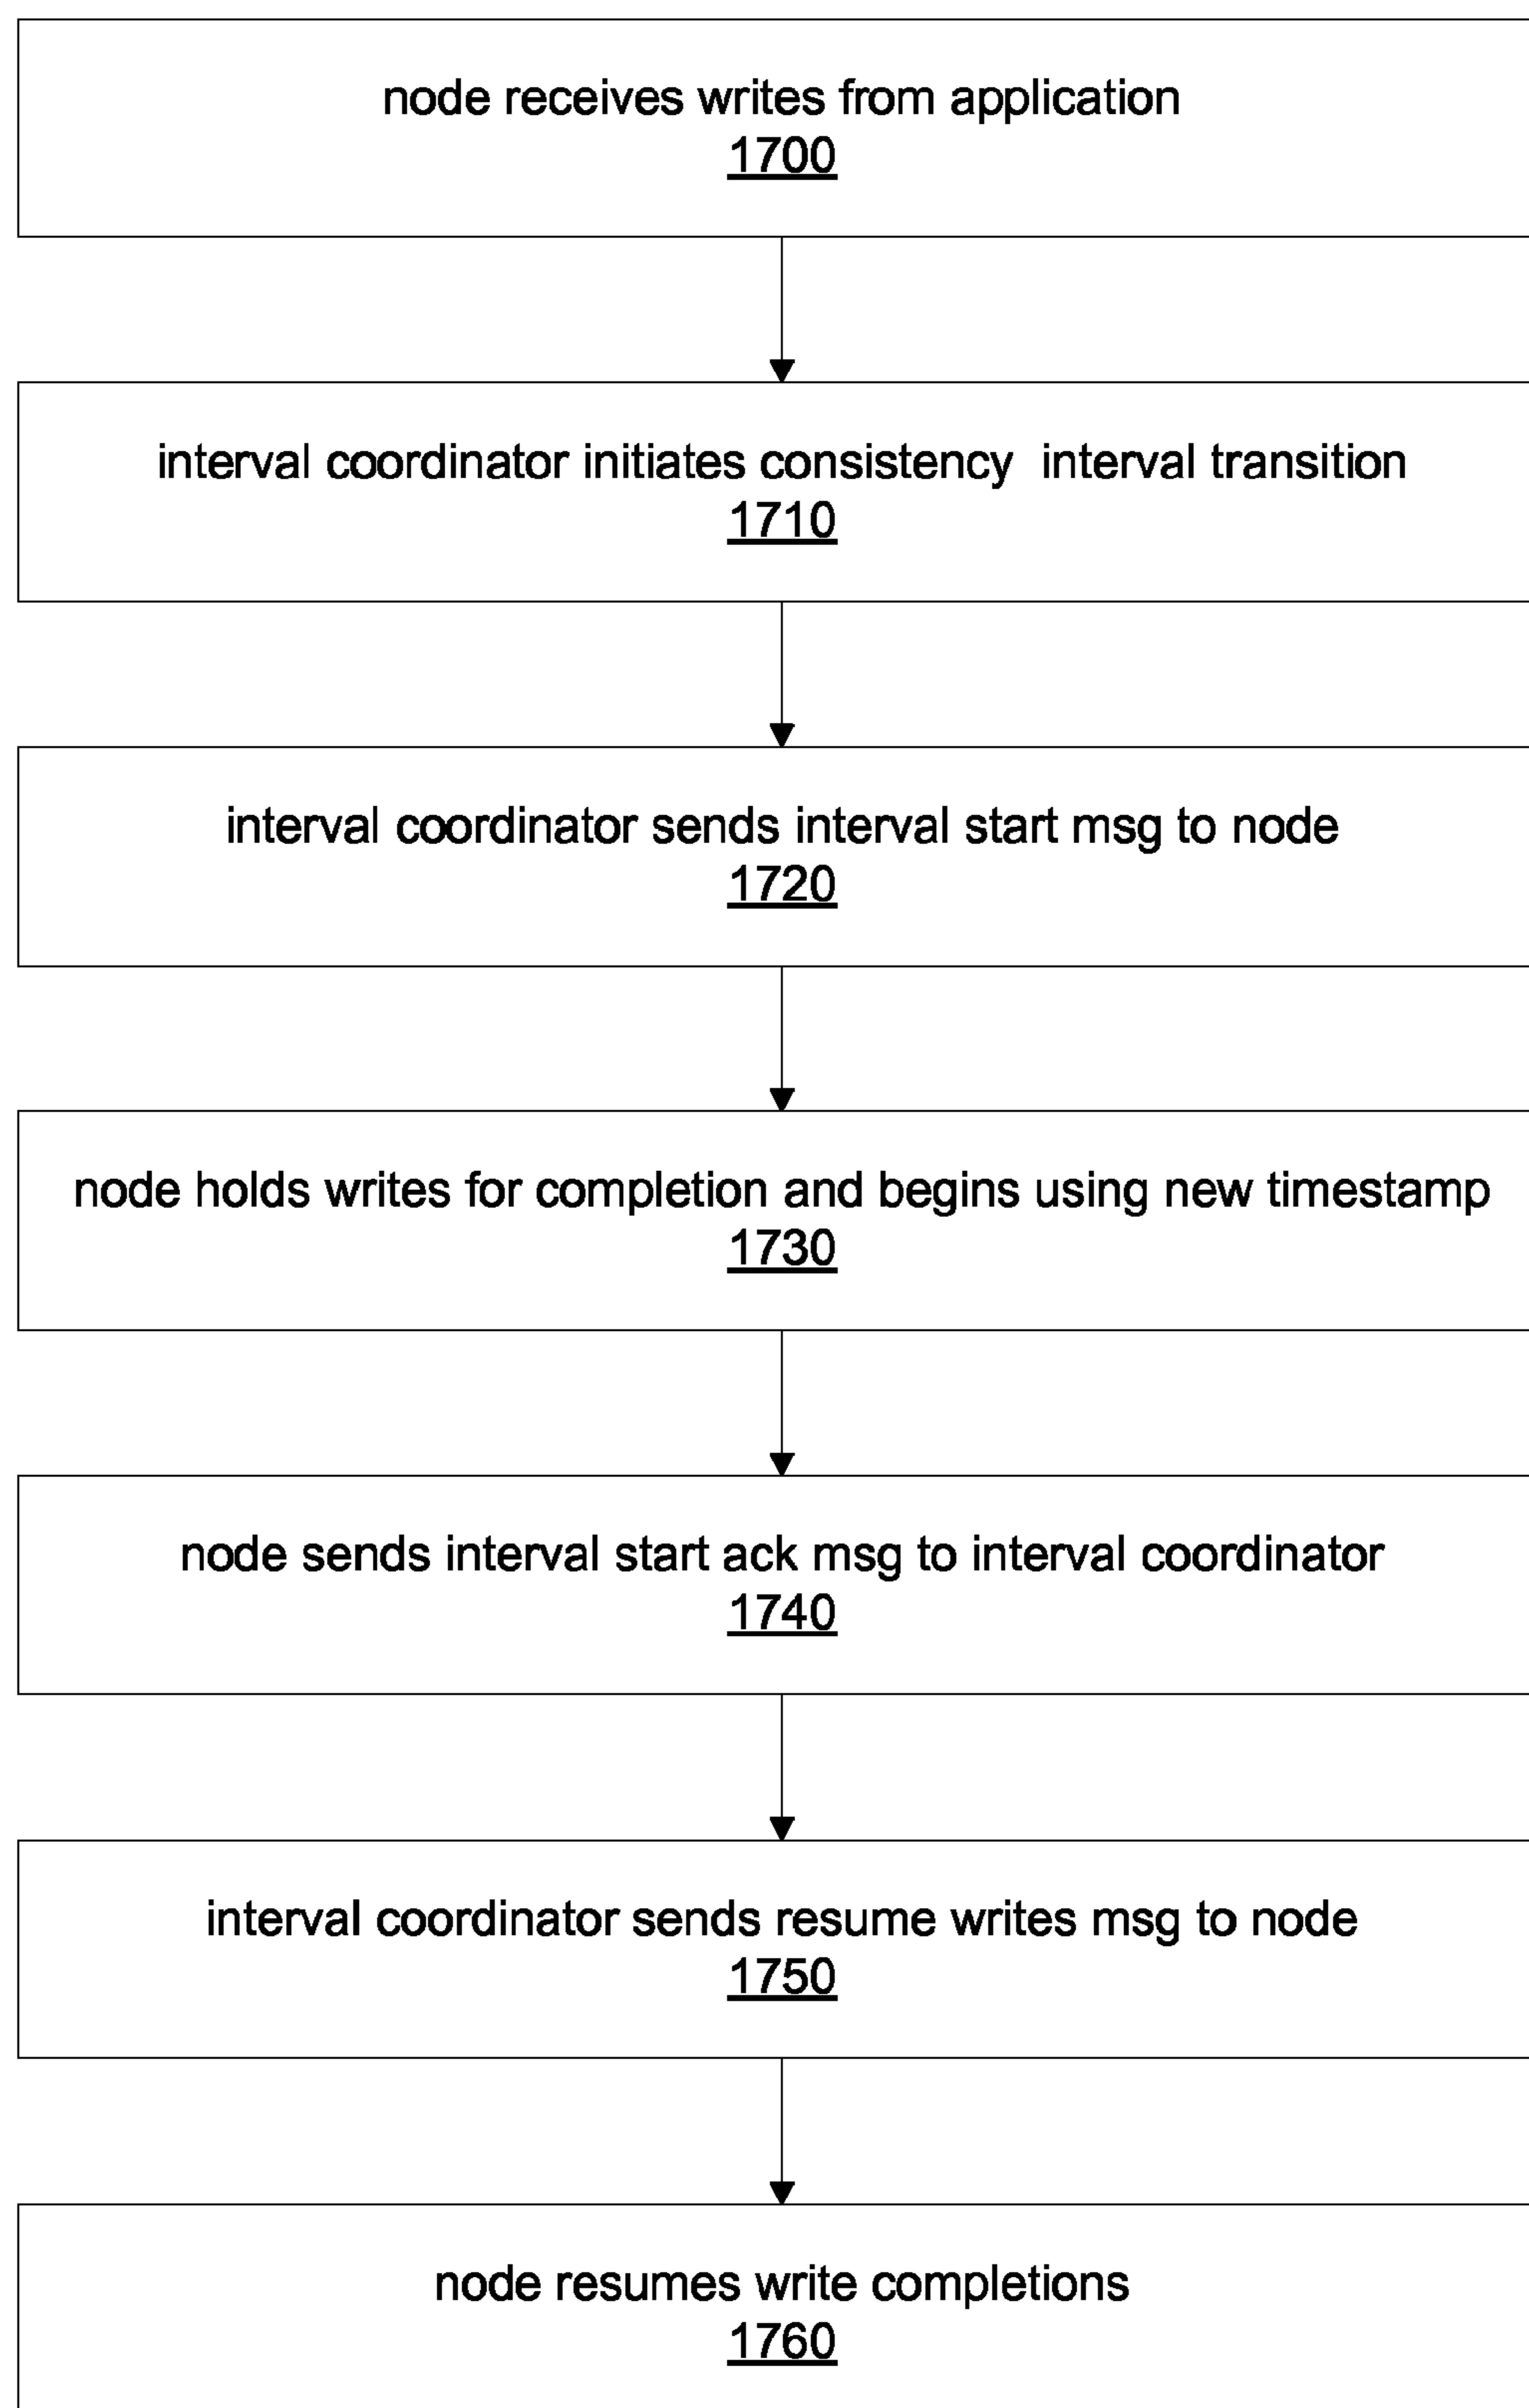 node receives writes from application
1700
interval coordinator initiates consistency interval transition
1710
interval coordinator sends interval start msg to node
1720
node holds writes for completion and begins using new timestamp
1730
node sends interval start ack msg to interval coordinator
1740
interval coordinator sends resume writes msg to node
1750
node resumes write completions
1760